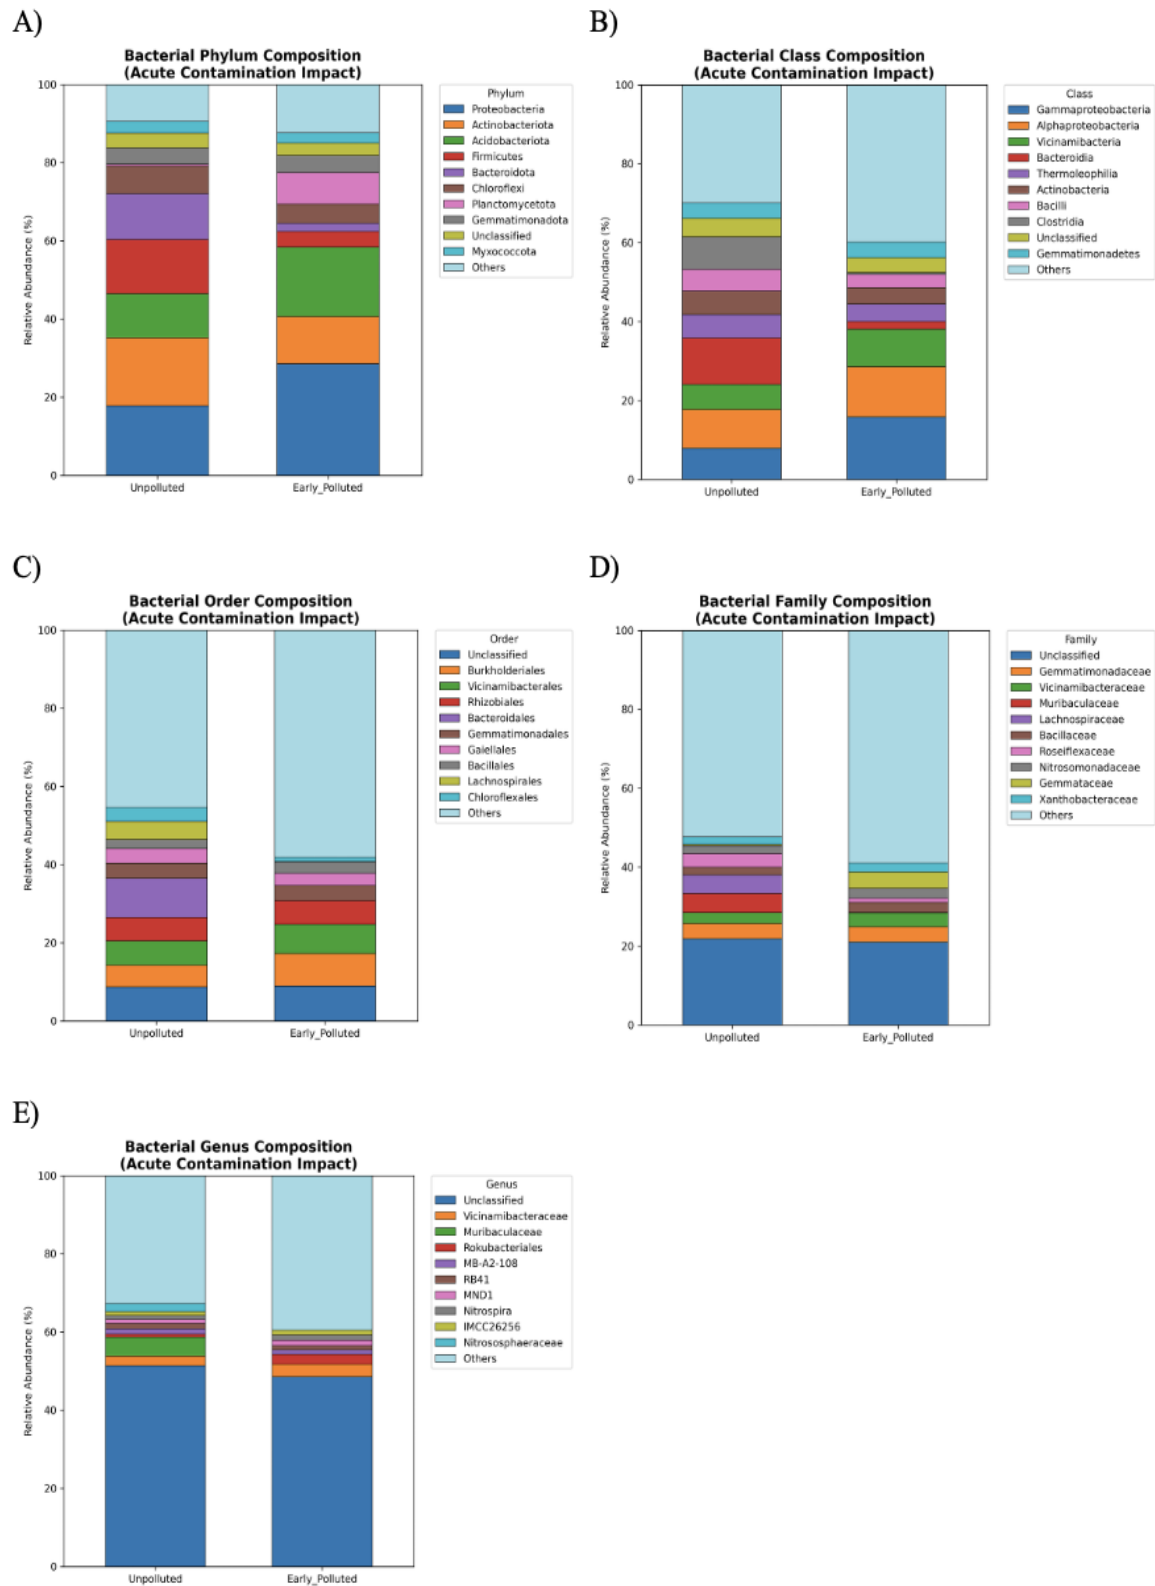 A)
Bacterial Phylum Composition
(Acute Contamination Impact)
Relative Abundance (%)
100
80
60
40
20
0
Unpolluted
Early_Polluted
Phylum
Proteobacteria
Actinobacteriota
Acidobacteriota
Firmicutes
Bacteroidota
Chloroflexi
Planctomycetota
Gemmatimonadota
Unclassified
Myxococcota
Others
B)
Bacterial Class Composition
(Acute Contamination Impact)
Relative Abundance (%)
100
80
60
40
20
0
Unpolluted
Early_Polluted
Class
Gammaproteobacteria
Alphaproteobacteria
Vicinamibacteria
Bacteroidia
Thermoleophilia
Actinobacteria
Bacilli
Clostridia
Unclassified
Gemmatimonadetes
Others
C)
Bacterial Order Composition
(Acute Contamination Impact)
Relative Abundance (%)
100
80
60
40
20
0
Unpolluted
Early_Polluted
Order
Unclassified
Burkholderiales
Vicinamibacterales
Rhizobiales
Bacteroidales
Gemmatimonadales
Gaiellales
Bacillales
Lachnospirales
Chloroflexales
Others
D)
Bacterial Family Composition
(Acute Contamination Impact)
Relative Abundance (%)
100
80
60
40
20
0
Unpolluted
Early_Polluted
Family
Unclassified
Gemmatimonadaceae
Vicinamibacteraceae
Muribaculaceae
Lachnospiraceae
Bacillaceae
Roseiflexaceae
Nitrosomonadaceae
Gemmataceae
Xanthobacteraceae
Others
E)
Bacterial Genus Composition
(Acute Contamination Impact)
Relative Abundance (%)
100
80
60
40
20
0
Unpolluted
Early_Polluted
Genus
Unclassified
Vicinamibacteraceae
Muribaculaceae
Rokubacteriales
MB-A2-108
RB41
MND1
Nitrospira
IMCC26256
Nitrososphaeraceae
Others